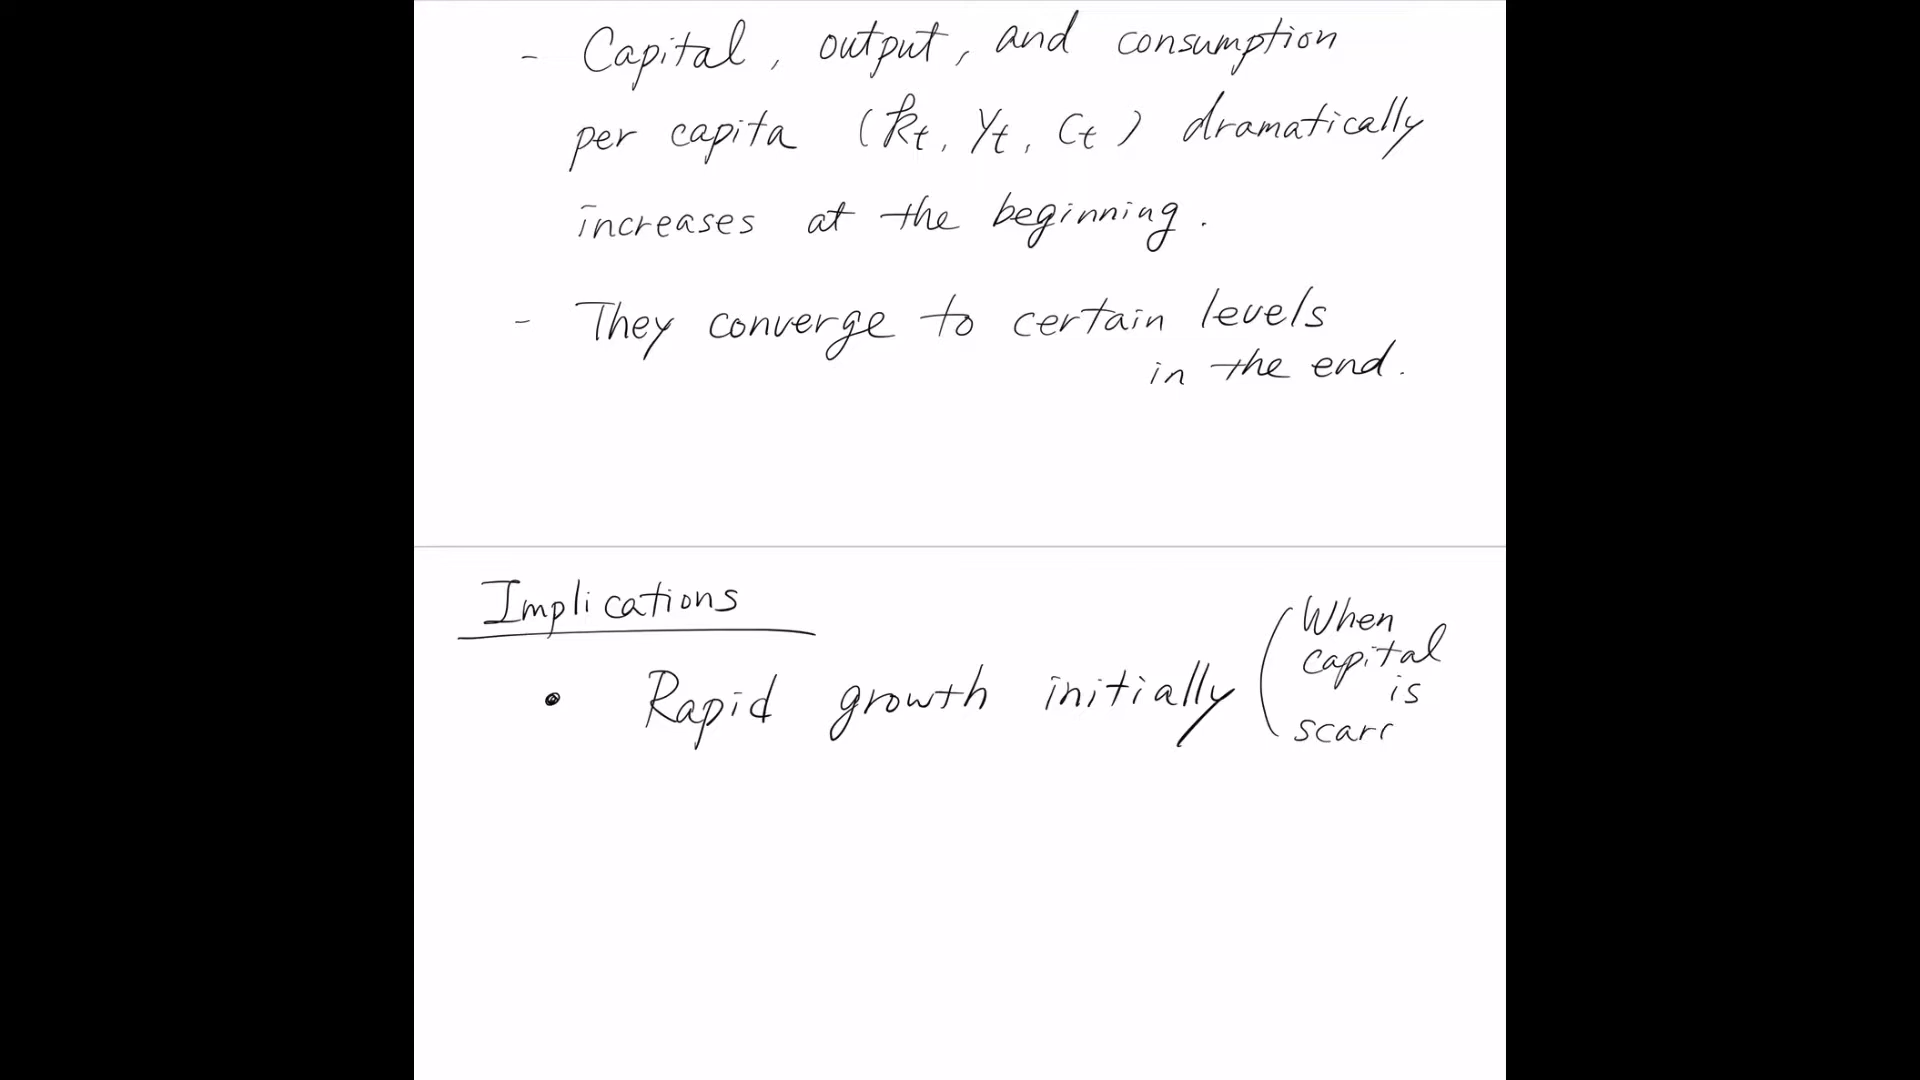 - Capital, output, and consumption
per capita (kt, yt, ct) dramatically
increases at the beginning.
- They converge to certain levels
in the end.
Implications
• Rapid growth initially
(When
capital
is
scarc